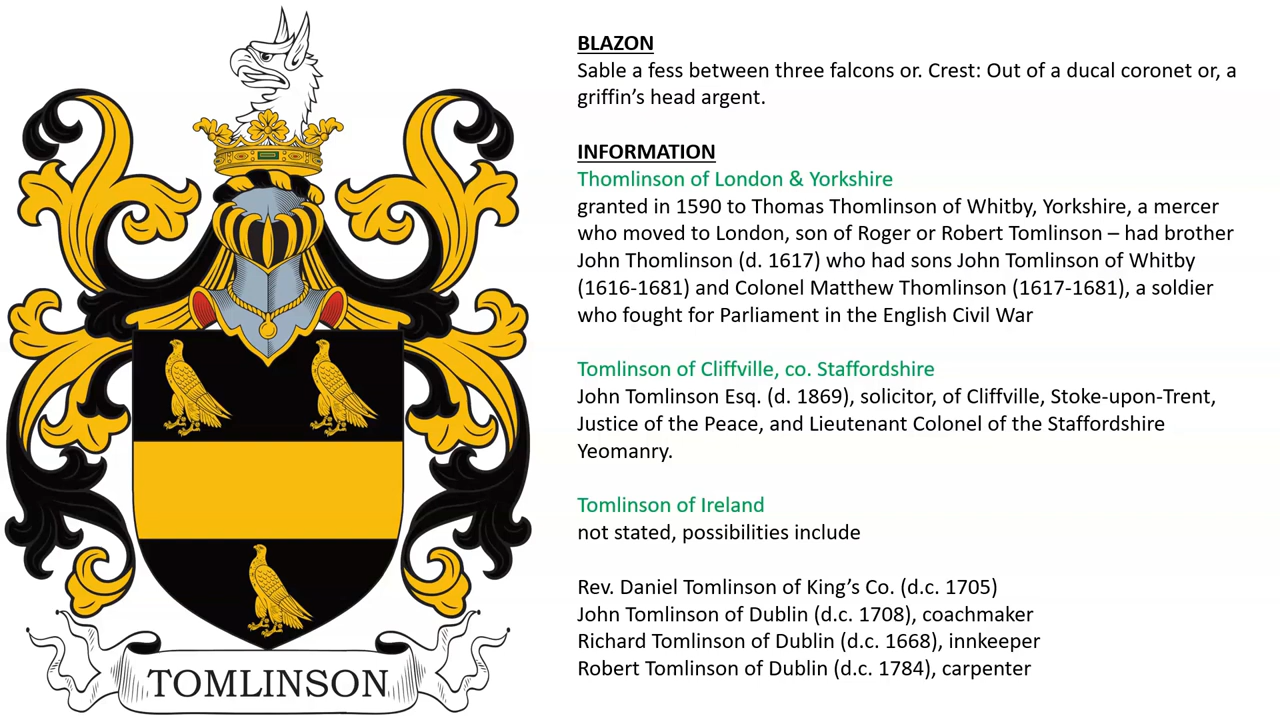 BLAZON
Sable a fess between three falcons or. Crest: Out of a ducal coronet or, a
griffin’s head argent.
INFORMATION
Thomlinson of London & Yorkshire
granted in 1590 to Thomas Thomlinson of Whitby, Yorkshire, a mercer
who moved to London, son of Roger or Robert Tomlinson – had brother
John Thomlinson (d. 1617) who had sons John Tomlinson of Whitby
(1616-1681) and Colonel Matthew Thomlinson (1617-1681), a soldier
who fought for Parliament in the English Civil War
Tomlinson of Cliffville, co. Staffordshire
John Tomlinson Esq. (d. 1869), solicitor, of Cliffville, Stoke-upon-Trent,
Justice of the Peace, and Lieutenant Colonel of the Staffordshire
Yeomanry.
Tomlinson of Ireland
not stated, possibilities include
Rev. Daniel Tomlinson of King’s Co. (d.c. 1705)
John Tomlinson of Dublin (d.c. 1708), coachmaker
Richard Tomlinson of Dublin (d.c. 1668), innkeeper
Robert Tomlinson of Dublin (d.c. 1784), carpenter
TOMLINSON